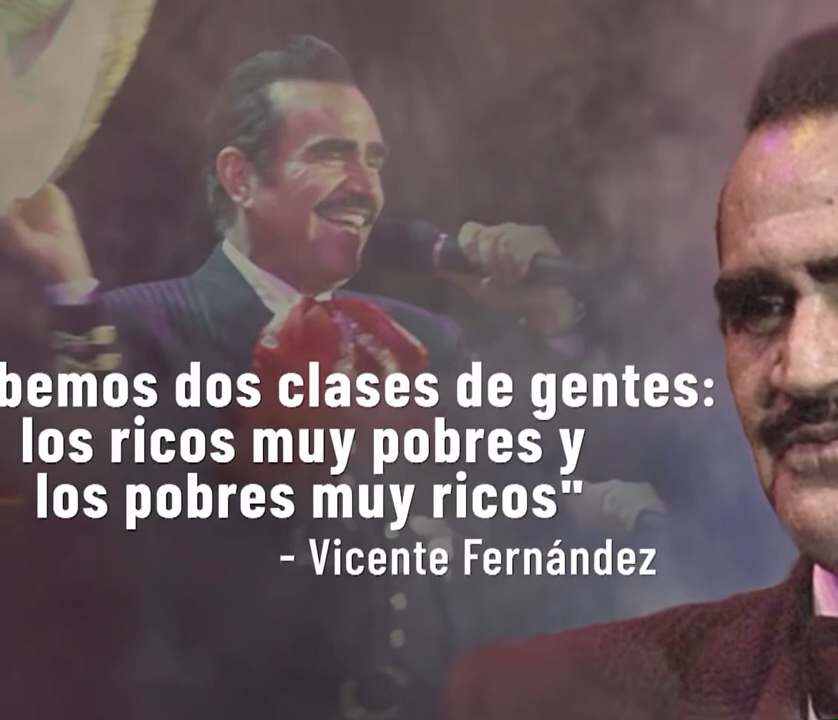 bemos dos clases de gentes:
los ricos muy pobres y
los pobres muy ricos"
- Vicente Fernández